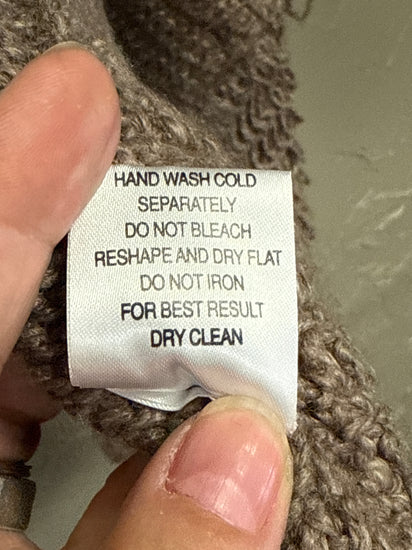 HAND WASH COLD
SEPARATELY
DO NOT BLEACH
RESHAPE AND DRY FLAT
DO NOT IRON
FOR BEST RESULT
DRY CLEAN